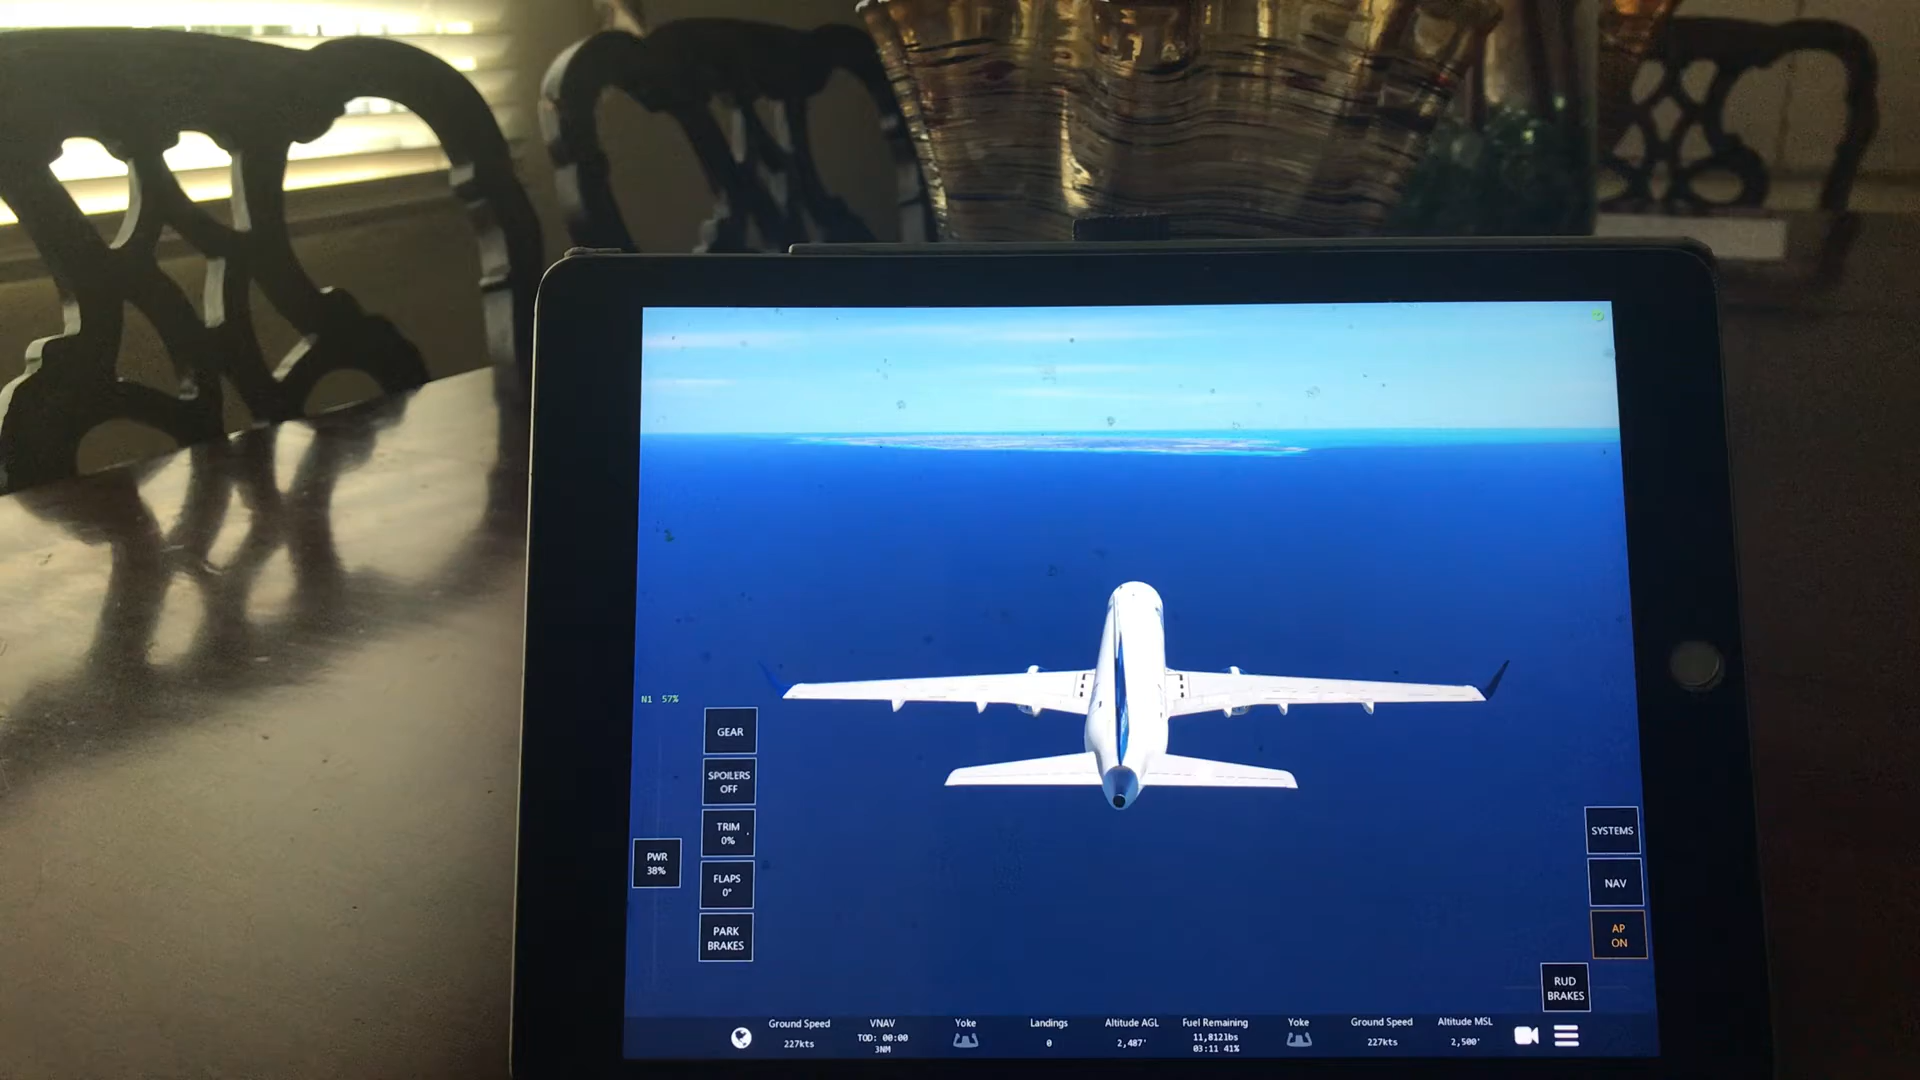 N1 57%
GEAR
SPOILERS
OFF
TRIM
0%
PWR
38%
FLAPS
0°
PARK
BRAKES
SYSTEMS
NAV
AP
ON
RUD
BRAKES
Ground Speed
227kts
VNAV
TOD: 00:00
3NM
Yoke
Landings
0
Altitude AGL
2,487'
Fuel Remaining
11,812lbs
03:11 41%
Yoke
Ground Speed
227kts
Altitude MSL
2,500'